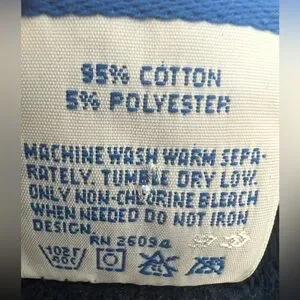 95% COTTON
5% POLYESTER
MACHINE WASH WARM SEPA-
RATELY. TUMBLE DRY LOW.
ONLY NON-CHLORINE BLEACH
WHEN NEEDED DO NOT IRON
DESIGN.
RN 26094